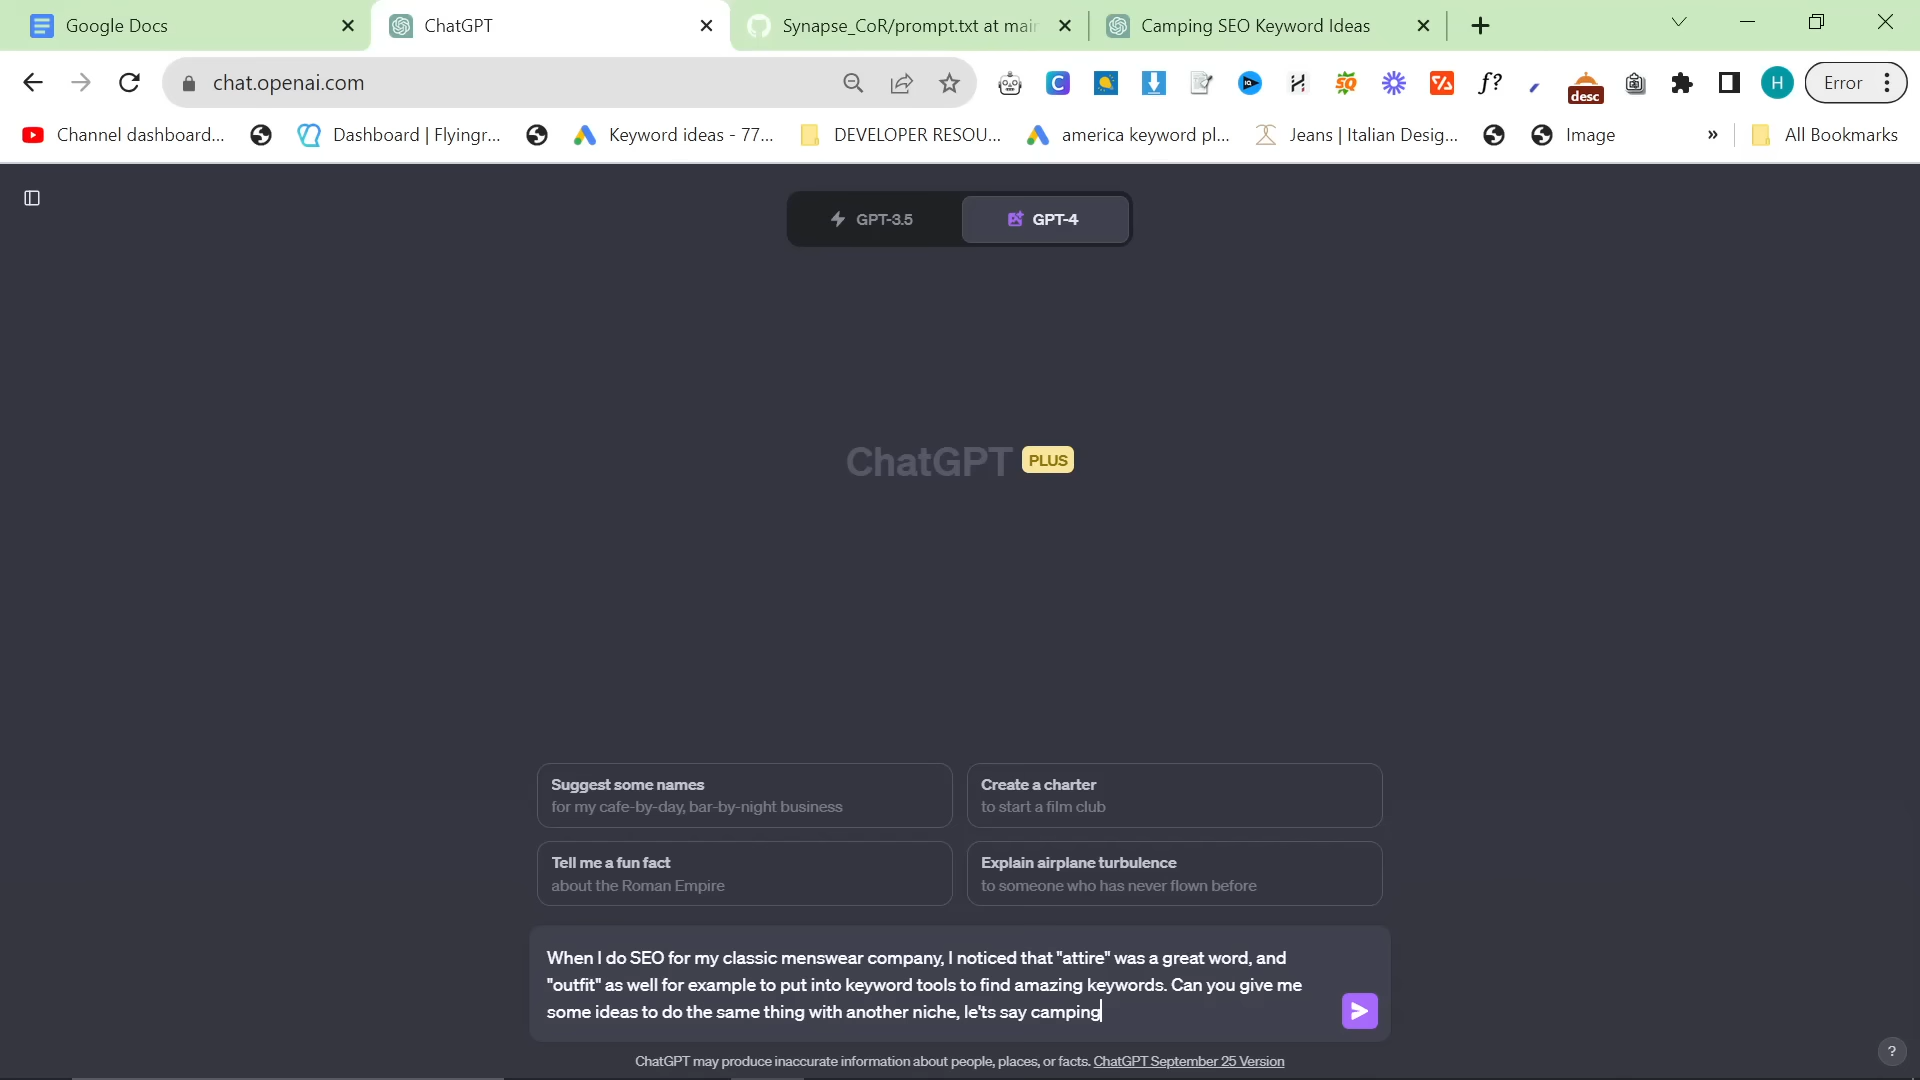 Google Docs
ChatGPT
Synapse_CoR/prompt.txt at main
Camping SEO Keyword Ideas
chat.openai.com
desc
H
Error
Channel dashboard...
Dashboard | Flyingr...
Keyword ideas - 77...
DEVELOPER RESOU...
america keyword pl...
Jeans | Italian Desig...
Image
»
All Bookmarks
GPT-3.5
GPT-4
ChatGPT PLUS
Suggest some names
for my cafe-by-day, bar-by-night business
Create a charter
to start a film club
Tell me a fun fact
about the Roman Empire
Explain airplane turbulence
to someone who has never flown before
When I do SEO for my classic menswear company, I noticed that "attire" was a great word, and
"outfit" as well for example to put into keyword tools to find amazing keywords. Can you give me
some ideas to do the same thing with another niche, le'ts say camping
ChatGPT may produce inaccurate information about people, places, or facts. ChatGPT September 25 Version
?